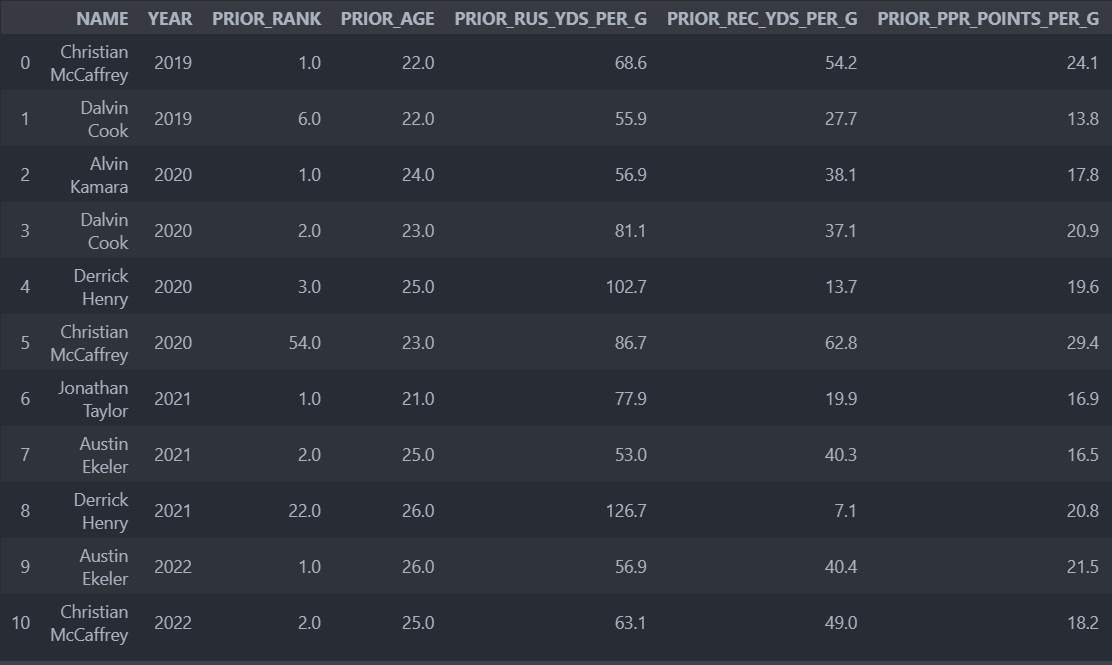 NAME YEAR PRIOR_RANK PRIOR_AGE PRIOR_RUS_YDS_PER_G PRIOR_REC_YDS_PER_G PRIOR_PPR_POINTS_PER_G
0 Christian McCaffrey 2019 1.0 22.0 68.6 54.2 24.1
1 Dalvin Cook 2019 6.0 22.0 55.9 27.7 13.8
2 Alvin Kamara 2020 1.0 24.0 56.9 38.1 17.8
3 Dalvin Cook 2020 2.0 23.0 81.1 37.1 20.9
4 Derrick Henry 2020 3.0 25.0 102.7 13.7 19.6
5 Christian McCaffrey 2020 54.0 23.0 86.7 62.8 29.4
6 Jonathan Taylor 2021 1.0 21.0 77.9 19.9 16.9
7 Austin Ekeler 2021 2.0 25.0 53.0 40.3 16.5
8 Derrick Henry 2021 22.0 26.0 126.7 7.1 20.8
9 Austin Ekeler 2022 1.0 26.0 56.9 40.4 21.5
10 Christian McCaffrey 2022 2.0 25.0 63.1 49.0 18.2